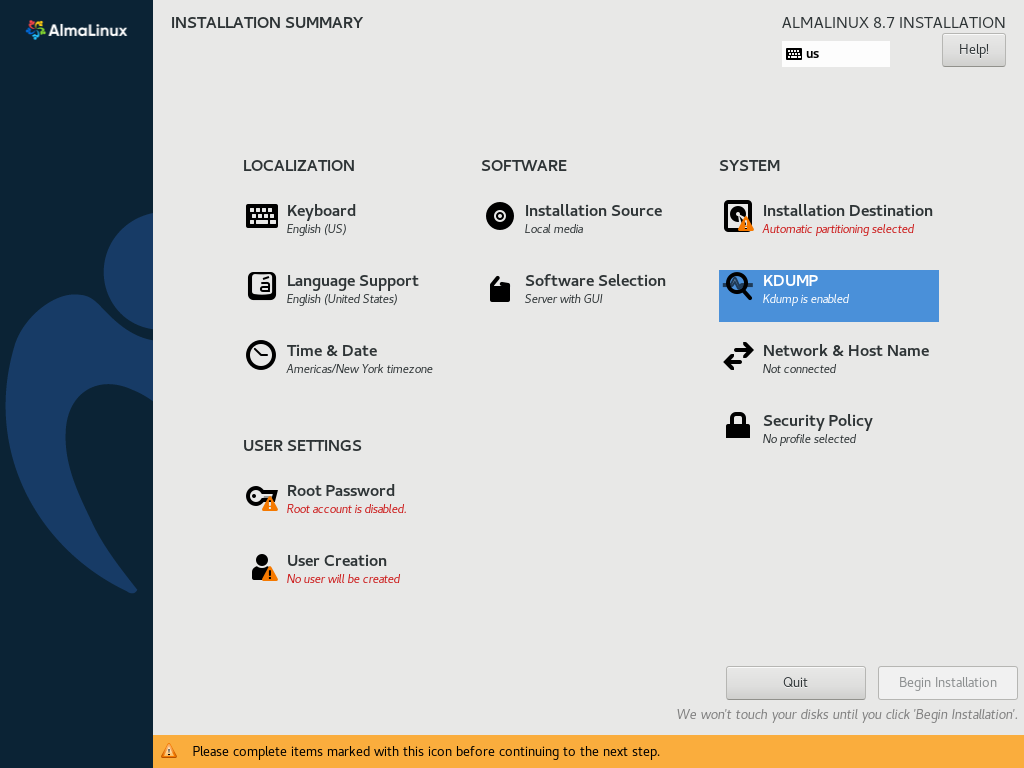 AlmaLinux
INSTALLATION SUMMARY
ALMALINUX 8.7 INSTALLATION
us
Help!
LOCALIZATION
Keyboard
English (US)
Language Support
English (United States)
Time & Date
Americas/New York timezone
USER SETTINGS
Root Password
Root account is disabled.
User Creation
No user will be created
SOFTWARE
Installation Source
Local media
Software Selection
Server with GUI
SYSTEM
Installation Destination
Automatic partitioning selected
KDUMP
Kdump is enabled
Network & Host Name
Not connected
Security Policy
No profile selected
Quit
Begin Installation
We won't touch your disks until you click 'Begin Installation'.
Please complete items marked with this icon before continuing to the next step.